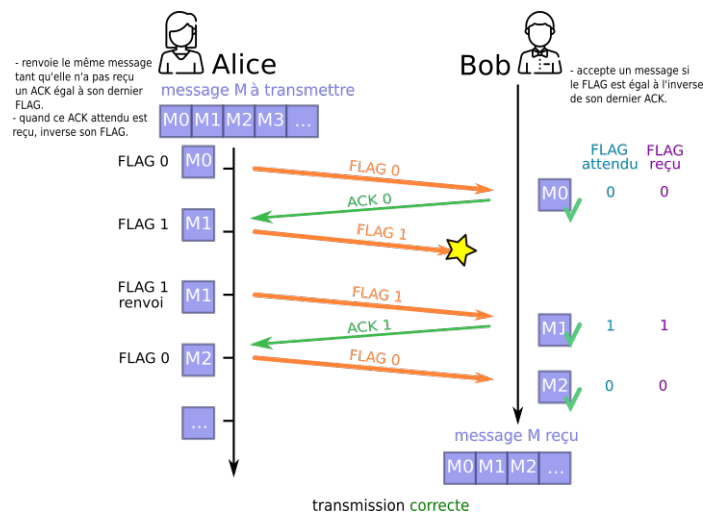 Alice
Bob
- renvoie le même message
tant qu'elle n'a pas reçu
un ACK égal à son dernier
FLAG.
- quand ce ACK attendu est
reçu, inverse son FLAG.
- accepte un message si
le FLAG est égal à l'inverse
de son dernier ACK.
message M à transmettre
M0 M1 M2 M3 ...
FLAG 0 M0
FLAG 0
FLAG attendu
FLAG reçu
M0 0 0
ACK 0
FLAG 1 M1
FLAG 1
FLAG 1
renvoi
M1
FLAG 1
M1 1 1
ACK 1
FLAG 0 M2
FLAG 0
M2 0 0
...
message M reçu
M0 M1 M2 ...
transmission correcte